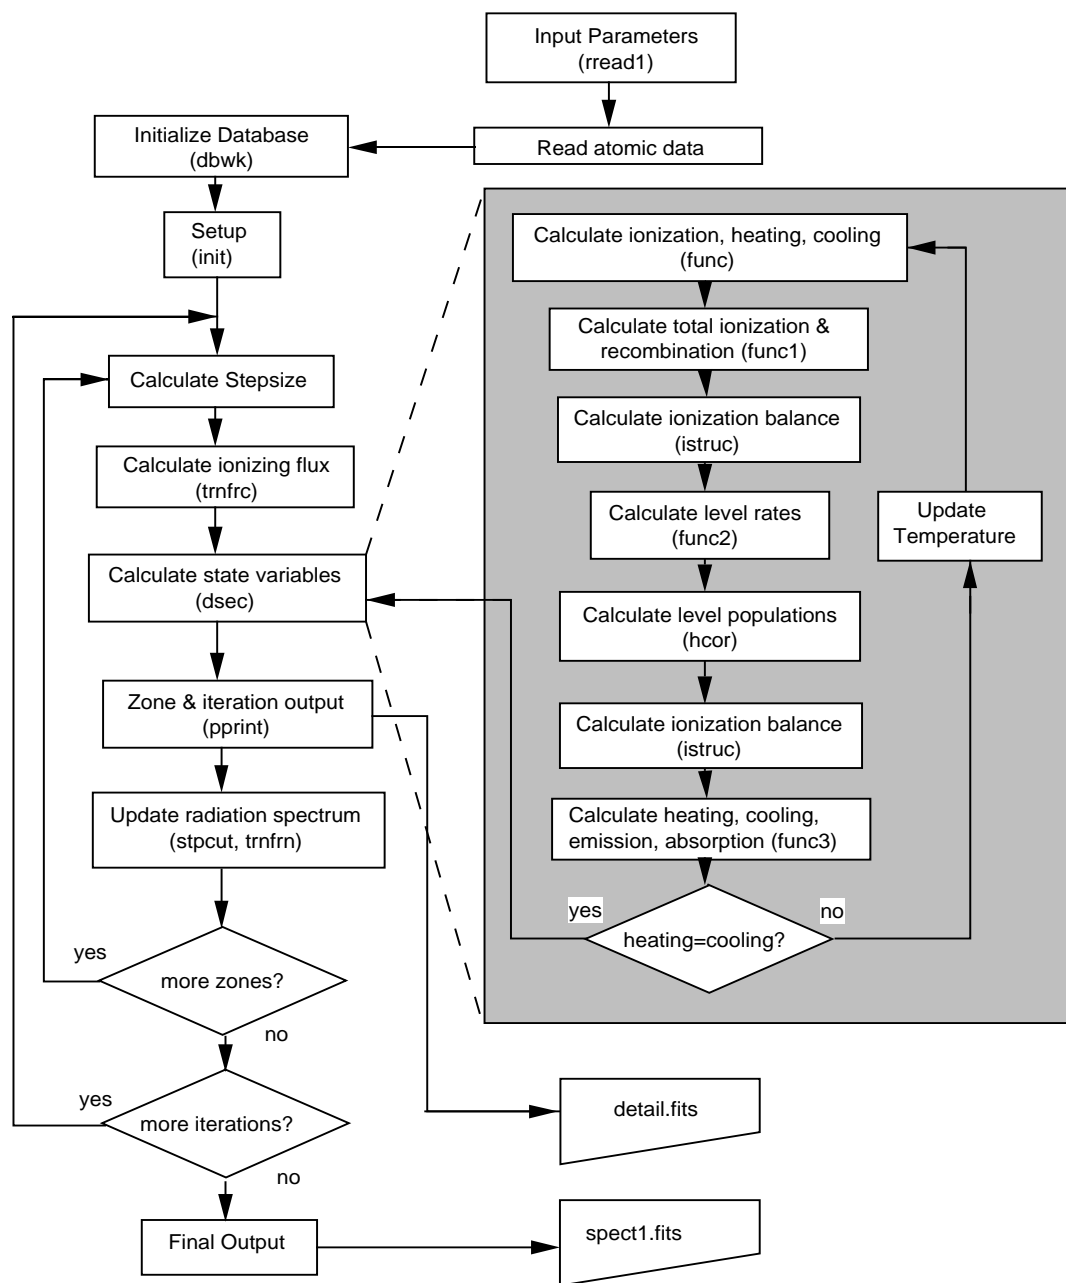 Input Parameters
(rread1)
Read atomic data
Initialize Database
(dbwk)
Setup
(init)
Calculate Stepsize
Calculate ionizing flux
(trnfrc)
Calculate state variables
(dsec)
Zone & iteration output
(pprint)
Update radiation spectrum
(stpcut, trnfrn)
yes
more zones?
no
yes
more iterations?
no
Final Output
Calculate ionization, heating, cooling
(func)
Calculate total ionization &
recombination (func1)
Calculate ionization balance
(istruc)
Calculate level rates
(func2)
Update
Temperature
Calculate level populations
(hcor)
Calculate ionization balance
(istruc)
Calculate heating, cooling,
emission, absorption (func3)
yes
no
heating=cooling?
detail.fits
spect1.fits